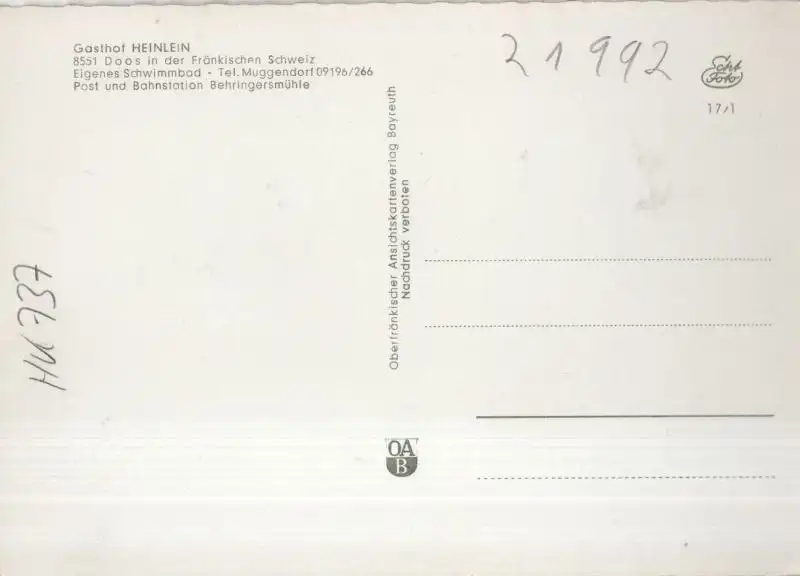 Gasthof HEINLEIN
8551 Doos in der Fränkischen Schweiz
Eigenes Schwimmbad - Tel. Muggendorf 09196/266
Post und Bahnstation Behringersmühle
21992
Echt
Foto
17/1
Oberfränkischer Ansichtskartenverlag Bayreuth
Nachdruck verboten
HU 737
OA
B